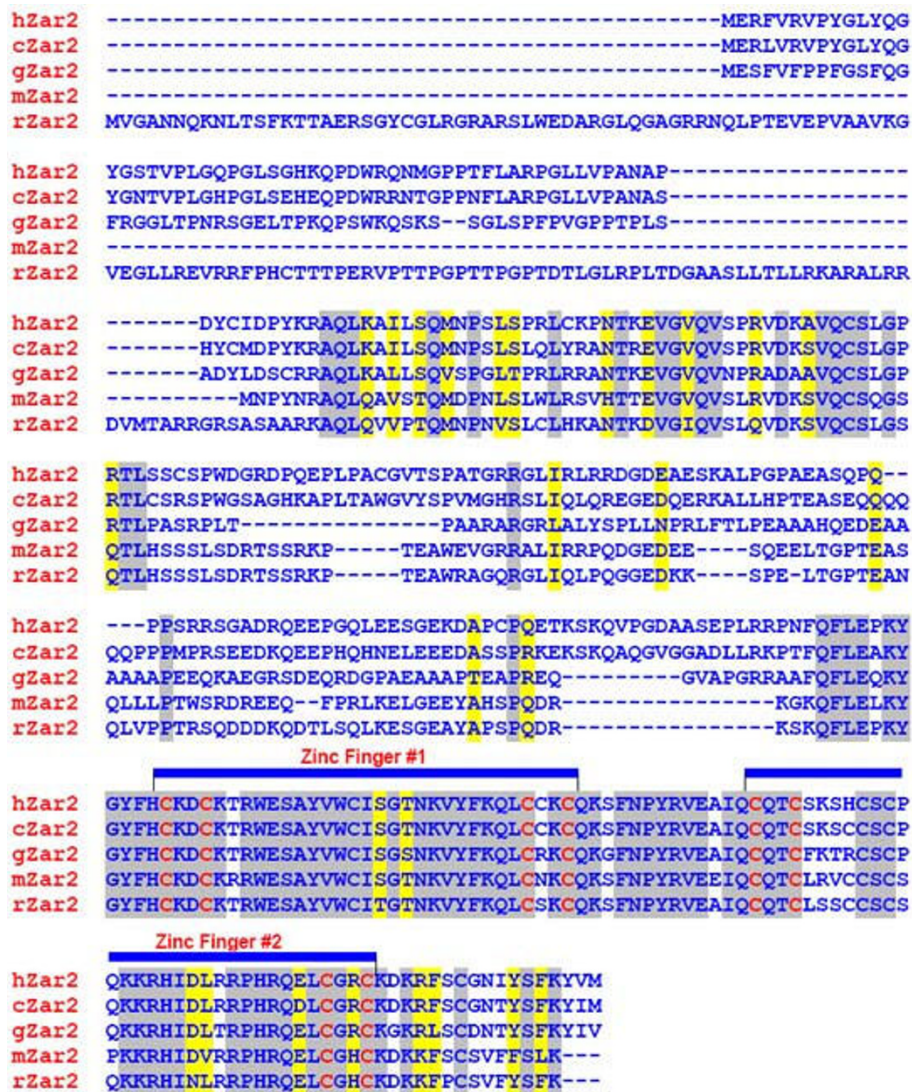 hZar2 ----------------------------------------------MERFVRVPYGLYQG
cZar2 ----------------------------------------------MERLVRVPYGLYQG
gZar2 ----------------------------------------------MESFVFPPFGSFQG
mZar2 ------------------------------------------------------------
rZar2 MVGANNQKNLTSFKTTAERSGYCGLRGRARSLWEDARGLQGAGRRNQLPTEVEPVAAVKG
hZar2 YGSTVPLGQPGLSGHKQPDWRQNMGPPTFLARPGLLVPANAP------------------
cZar2 YGNTVPLGHPGLSEHEQPDWRRNTGPPNFLARPGLLVPANAS------------------
gZar2 FRGGLTPNRSGELTPKQPSWKQSKS--SGLSPFPVGPPTPLS------------------
mZar2 ------------------------------------------------------------
rZar2 VEGLLREVRRFPHCTTTPERVPTTPGPTTPGPTDTLGLRPLTDGAASLLTLLRKARALRR
hZar2 -------DYCIDPYKRAQLKAILSQMNPSLSPRLCKPNTKEVGVQVSPRVDKAVQCSLGP
cZar2 -------HYCMDPYKRAQLKAILSQMNPSLSLQLYRANTREVGVQVSPRVDKSVQCSLGP
gZar2 -------ADYLDSCRRAQLKALLSQVSPGLTPRLRRANTKEVGVQVNPRADAAVQCSLGP
mZar2 ----------MNPYNRAQLQAVSTQMDPNLSLWLRSVHTTEVGVQVSLRVDKSVQCSQGS
rZar2 DVMTARRGRSASAARKAQLQVVPTQMNPNVSLCLHKANTKDVGIQVSLQVDKSVQCSLGS
hZar2 RTLSSCSPWDGRDPQEPLPACGVTSPATGRRGLIRLRRDGDEAESKALPGPAEASQPQ--
cZar2 RTLCSRSPWGSAGHKAPLTAWGVYSPVMGHRSLIQLQREGEDQERKALLHPTEASEQQQQ
gZar2 RTLPASRPLT---------------PAARARGRLALYSPLLNPRLFTLPEAAAHQEDEAA
mZar2 QTLHSSSLSDRTSSRKP-----TEAWEVGRRALIRRPQDGEDEE----SQEELTGPTEAS
rZar2 QTLHSSSLSDRTSSRKP-----TEAWRAGQRGLIQLPQGGEDKK----SPE-LTGPTEAN
hZar2 ---PPSRRSGADRQEEPGQLEESGEKDAPCPQETKSKQVPGDAASEPLRRPNFQFLEPKY
cZar2 QQPPPMPRSEEDKQEEPHQHNELEEEDASSPRKEKSKQAQGVGGADLLRKPTFQFLEAKY
gZar2 AAAAPEEQKAEGRSDEQRDGPAEAAAPTEAPREQ---------GVAPGRRAAFQFLEQKY
mZar2 QLLLPTWSRDREEQ--FPRLKELGEEYAHSPQDR----------------KGKQFLELKY
rZar2 QLVPPTRSQDDDKQDTLSQLKESGEAYAPSPQDR----------------KSKQFLEPKY
Zinc Finger #1
hZar2 GYFHCKDCKTRWESAYVWCISGTNKVYFKQLCCKCQKSFNPYRVEAIQCQTCSKSHCSCP
cZar2 GYFHCKDCKTRWESAYVWCISGTNKVYFKQLCCKCQKSFNPYRVEAIQCQTCSKSCCSCP
gZar2 GYFHCKDCKTRWESAYVWCISGSNKVYFKQLCRKCQKGFNPYRVEAIQCQTCFKTRCSCP
mZar2 GYFHCKDCKRRWESAYVWCISGTNKVYFKQLCNKCQKSFNPYRVEAIQCQTCLRVCCSCS
rZar2 GYFHCKDCKTRWESAYVWCITGTNKVYFKQLCSKCQKSFNPYRVEAIQCQTCLSSCCSCS
Zinc Finger #2
hZar2 QKKRHIDLRRPHRQELCGRCKDKRFSCGNIYSFKYVM
cZar2 QKKRHIDLRRPHRQDLCGRCKDKRFSCGNIYSFKYIM
gZar2 QKKRHIDLTRPHRQELCGRCKGKRLSCDNTYSFKYIV
mZar2 PKKRHIDVRRPHRQELCGHCKDKKFSCSVFFSLK---
rZar2 QKKRHINLRRPHRQELCGHCKDKKFPCSVFYSFK---